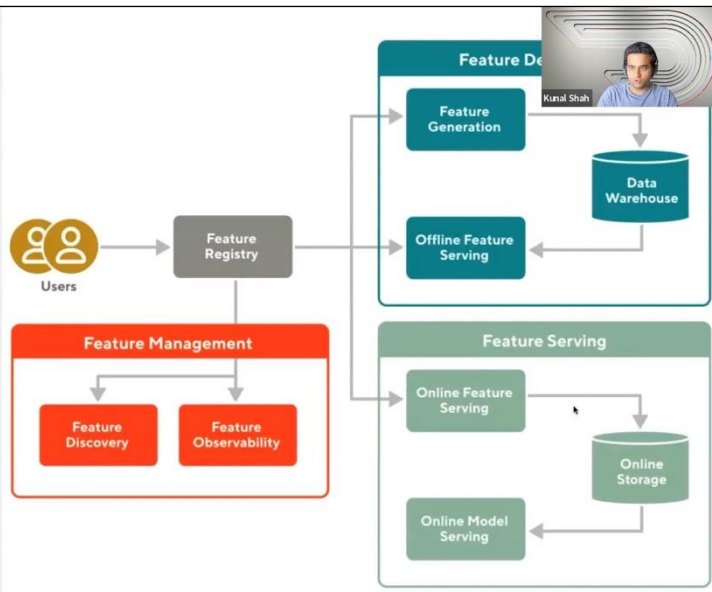 Feature De
Kunal Shah
Feature
Generation
Data
Warehouse
Feature
Registry
Offline Feature
Serving
Users
Feature Management
Feature
Discovery
Feature
Observability
Feature Serving
Online Feature
Serving
Online
Storage
Online Model
Serving